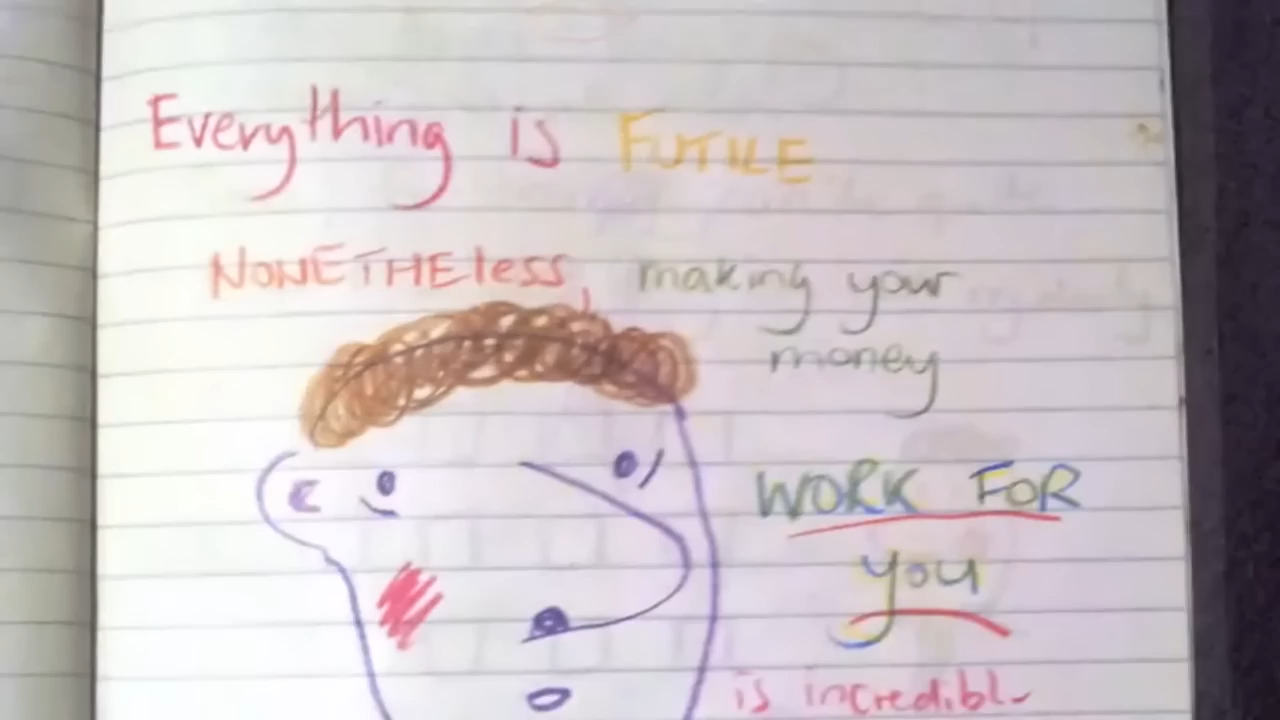 Everything is FUTILE
NONETHEless, making your
money
WORK FOR
you
is incredibl